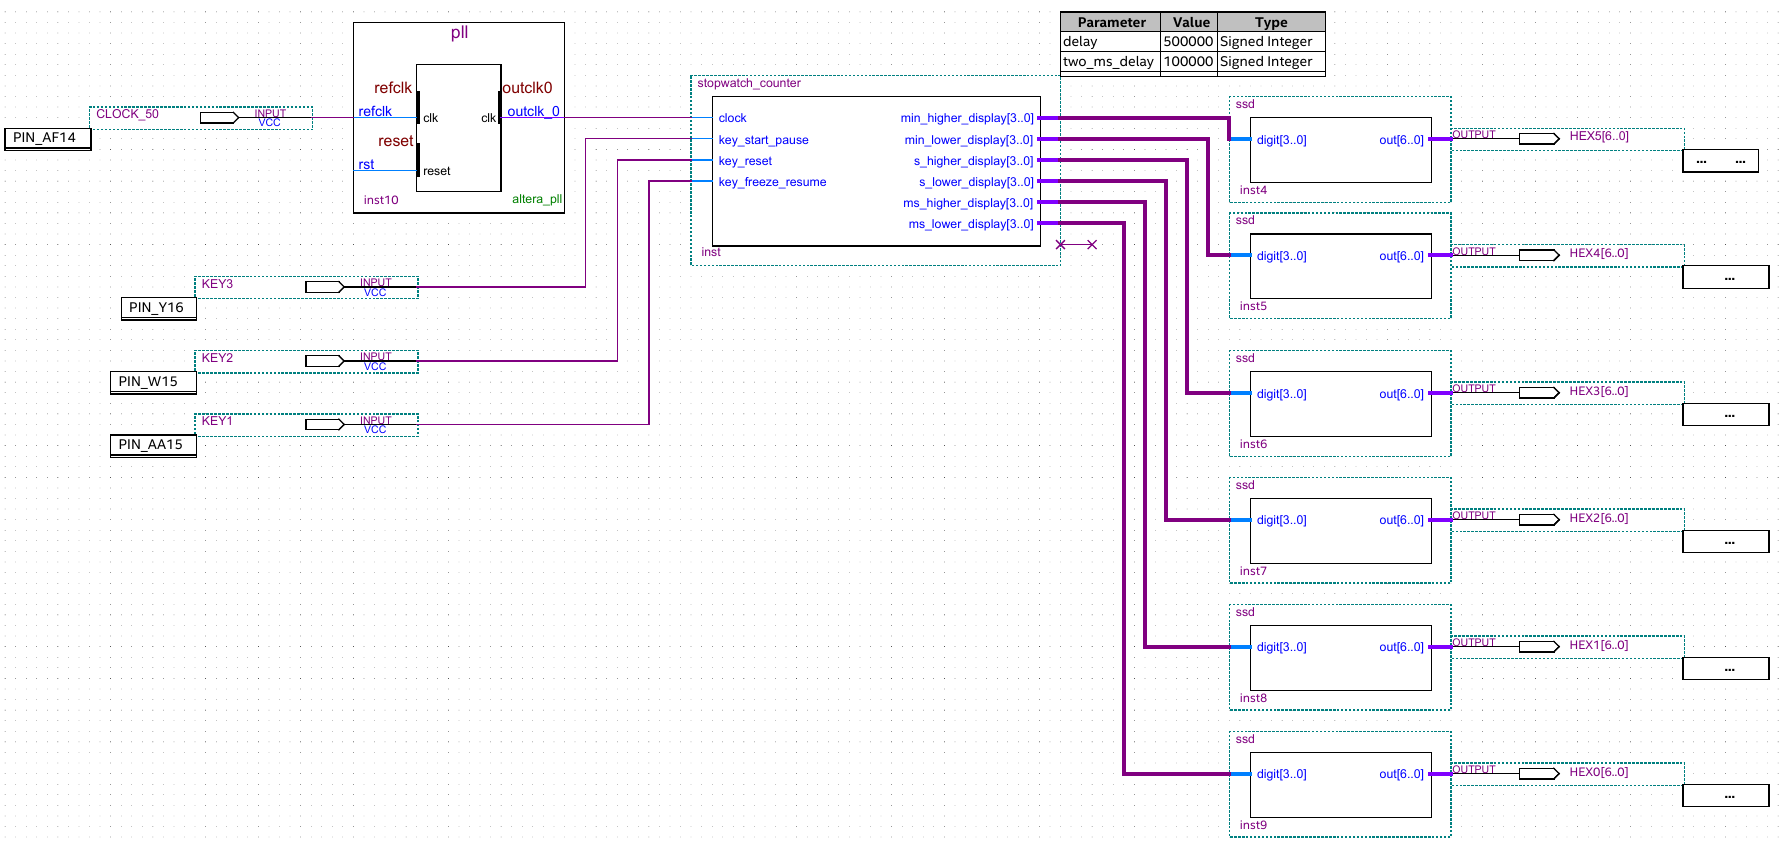 Parameter Value Type
delay 500000 Signed Integer
two_ms_delay 100000 Signed Integer
pll
refclk outclk0
refclk clk clk outclk_0
reset
rst reset
inst10 altera_pll
CLOCK_50 INPUT
VCC
PIN_AF14
KEY3 INPUT
VCC
PIN_Y16
KEY2 INPUT
VCC
PIN_W15
KEY1 INPUT
VCC
PIN_AA15
stopwatch_counter
clock min_higher_display[3..0]
key_start_pause min_lower_display[3..0]
key_reset s_higher_display[3..0]
key_freeze_resume s_lower_display[3..0]
ms_higher_display[3..0]
ms_lower_display[3..0]
inst
ssd
digit[3..0] out[6..0] OUTPUT HEX5[6..0]
... ...
inst4
ssd
digit[3..0] out[6..0] OUTPUT HEX4[6..0]
...
inst5
ssd
digit[3..0] out[6..0] OUTPUT HEX3[6..0]
...
inst6
ssd
digit[3..0] out[6..0] OUTPUT HEX2[6..0]
...
inst7
ssd
digit[3..0] out[6..0] OUTPUT HEX1[6..0]
...
inst8
ssd
digit[3..0] out[6..0] OUTPUT HEX0[6..0]
...
inst9